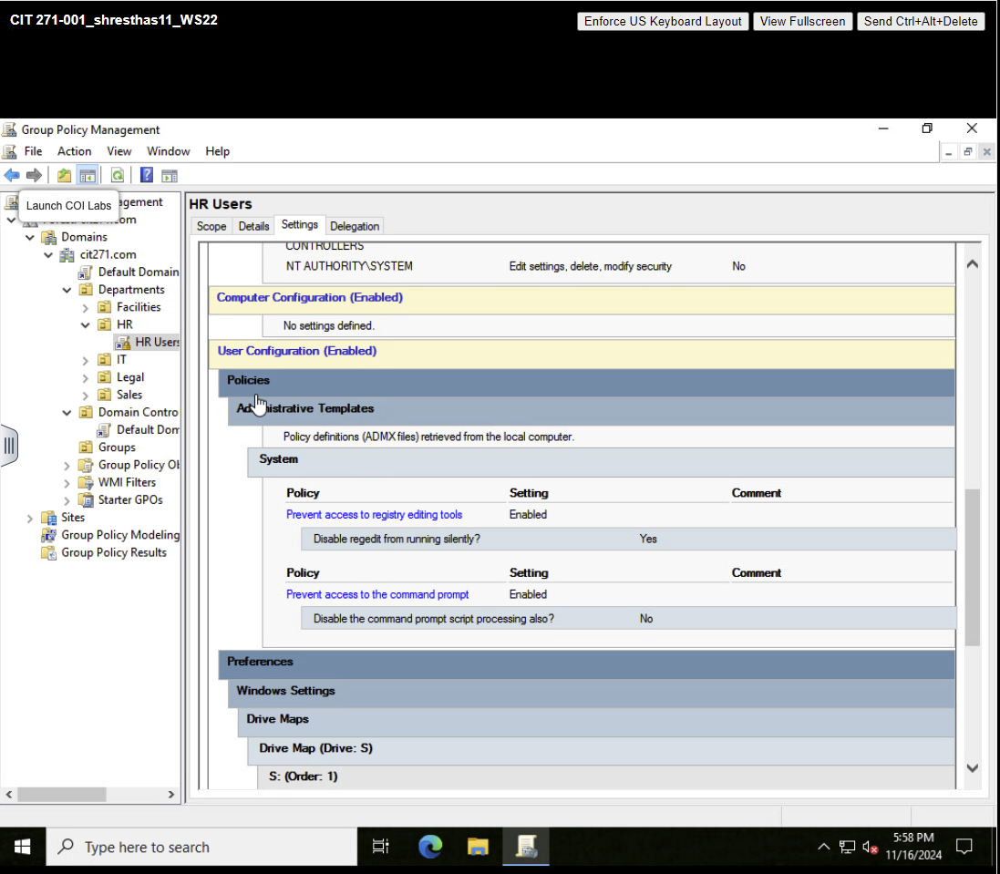 CIT 271-001_shresthas11_WS22
Enforce US Keyboard Layout View Fullscreen Send Ctrl+Alt+Delete
Group Policy Management
File Action View Window Help
agement
Launch COI Labs
HR Users
Scope Details Settings Delegation
Domains
cit271.com
Default Domain
Departments
Facilities
HR
HR Users
IT
Legal
Sales
Domain Contro
Default Dom
Groups
Group Policy Ob
WMI Filters
Starter GPOs
Sites
Group Policy Modeling
Group Policy Results
CONTROLLERS
NT AUTHORITY\SYSTEM Edit settings, delete, modify security No
Computer Configuration (Enabled)
No settings defined.
User Configuration (Enabled)
Policies
Administrative Templates
Policy definitions (ADMX files) retrieved from the local computer.
System
Policy Setting Comment
Prevent access to registry editing tools Enabled
Disable regedit from running silently? Yes
Policy Setting Comment
Prevent access to the command prompt Enabled
Disable the command prompt script processing also? No
Preferences
Windows Settings
Drive Maps
Drive Map (Drive: S)
S: (Order: 1)
Type here to search
5:58 PM
11/16/2024